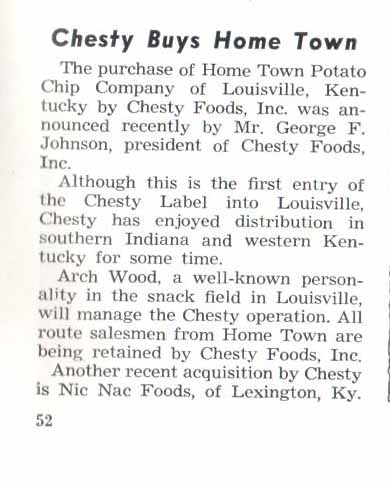 Chesty Buys Home Town
The purchase of Home Town Potato
Chip Company of Louisville, Ken-
tucky by Chesty Foods, Inc. was an-
nounced recently by Mr. George F.
Johnson, president of Chesty Foods,
Inc.
Although this is the first entry of
the Chesty Label into Louisville,
Chesty has enjoyed distribution in
southern Indiana and western Ken-
tucky for some time.
Arch Wood, a well-known person-
ality in the snack field in Louisville,
will manage the Chesty operation. All
route salesmen from Home Town are
being retained by Chesty Foods, Inc.
Another recent acquisition by Chesty
is Nic Nac Foods, of Lexington, Ky.
52